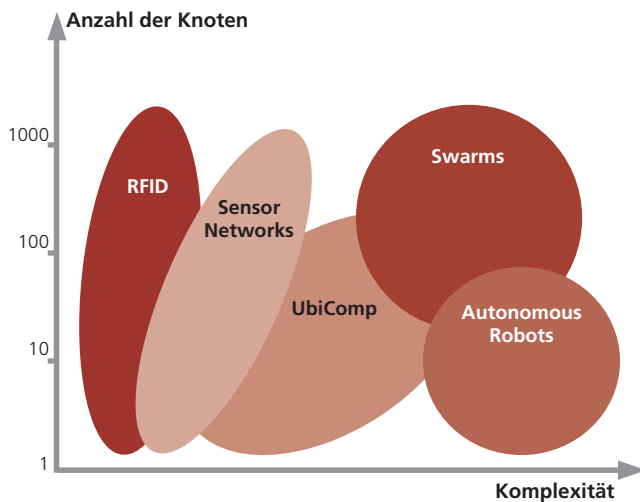 Anzahl der Knoten
1000
100
10
1
RFID
Sensor
Networks
UbiComp
Swarms
Autonomous
Robots
Komplexität